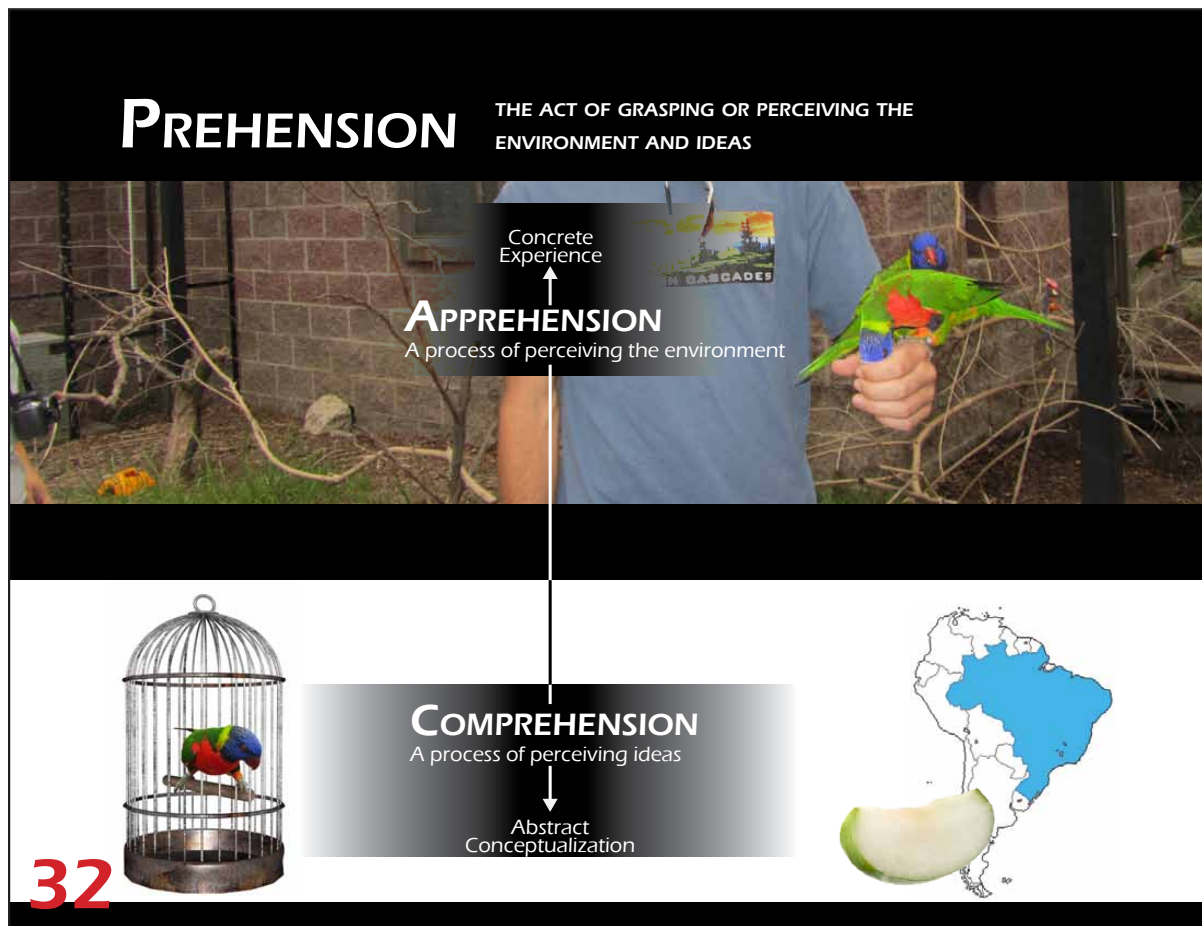 PREHENSION
THE ACT OF GRASPING OR PERCEIVING THE
ENVIRONMENT AND IDEAS
Concrete
Experience
N CASCADES
APPREHENSION
A process of perceiving the environment
COMPREHENSION
A process of perceiving ideas
Abstract
Conceptualization
32